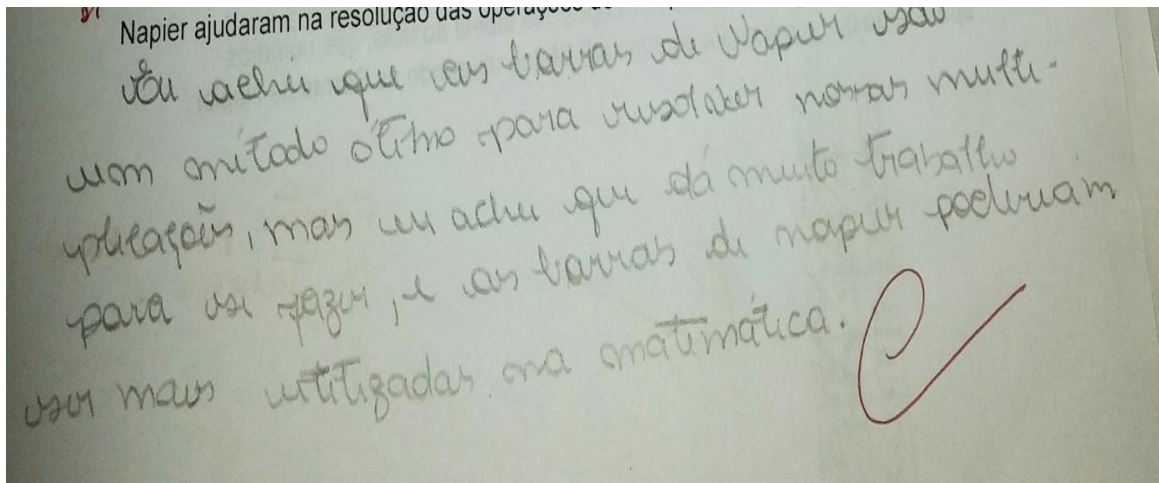 Napier ajudaram na resolução das operações
Eu achei que as barras de Napier são
um método ótimo para resolver nossas multi-
plicações, mas eu achei que dá muito trabalho
para se fazer, e as barras de napier poderiam
ser mais utilizadas na matemática.